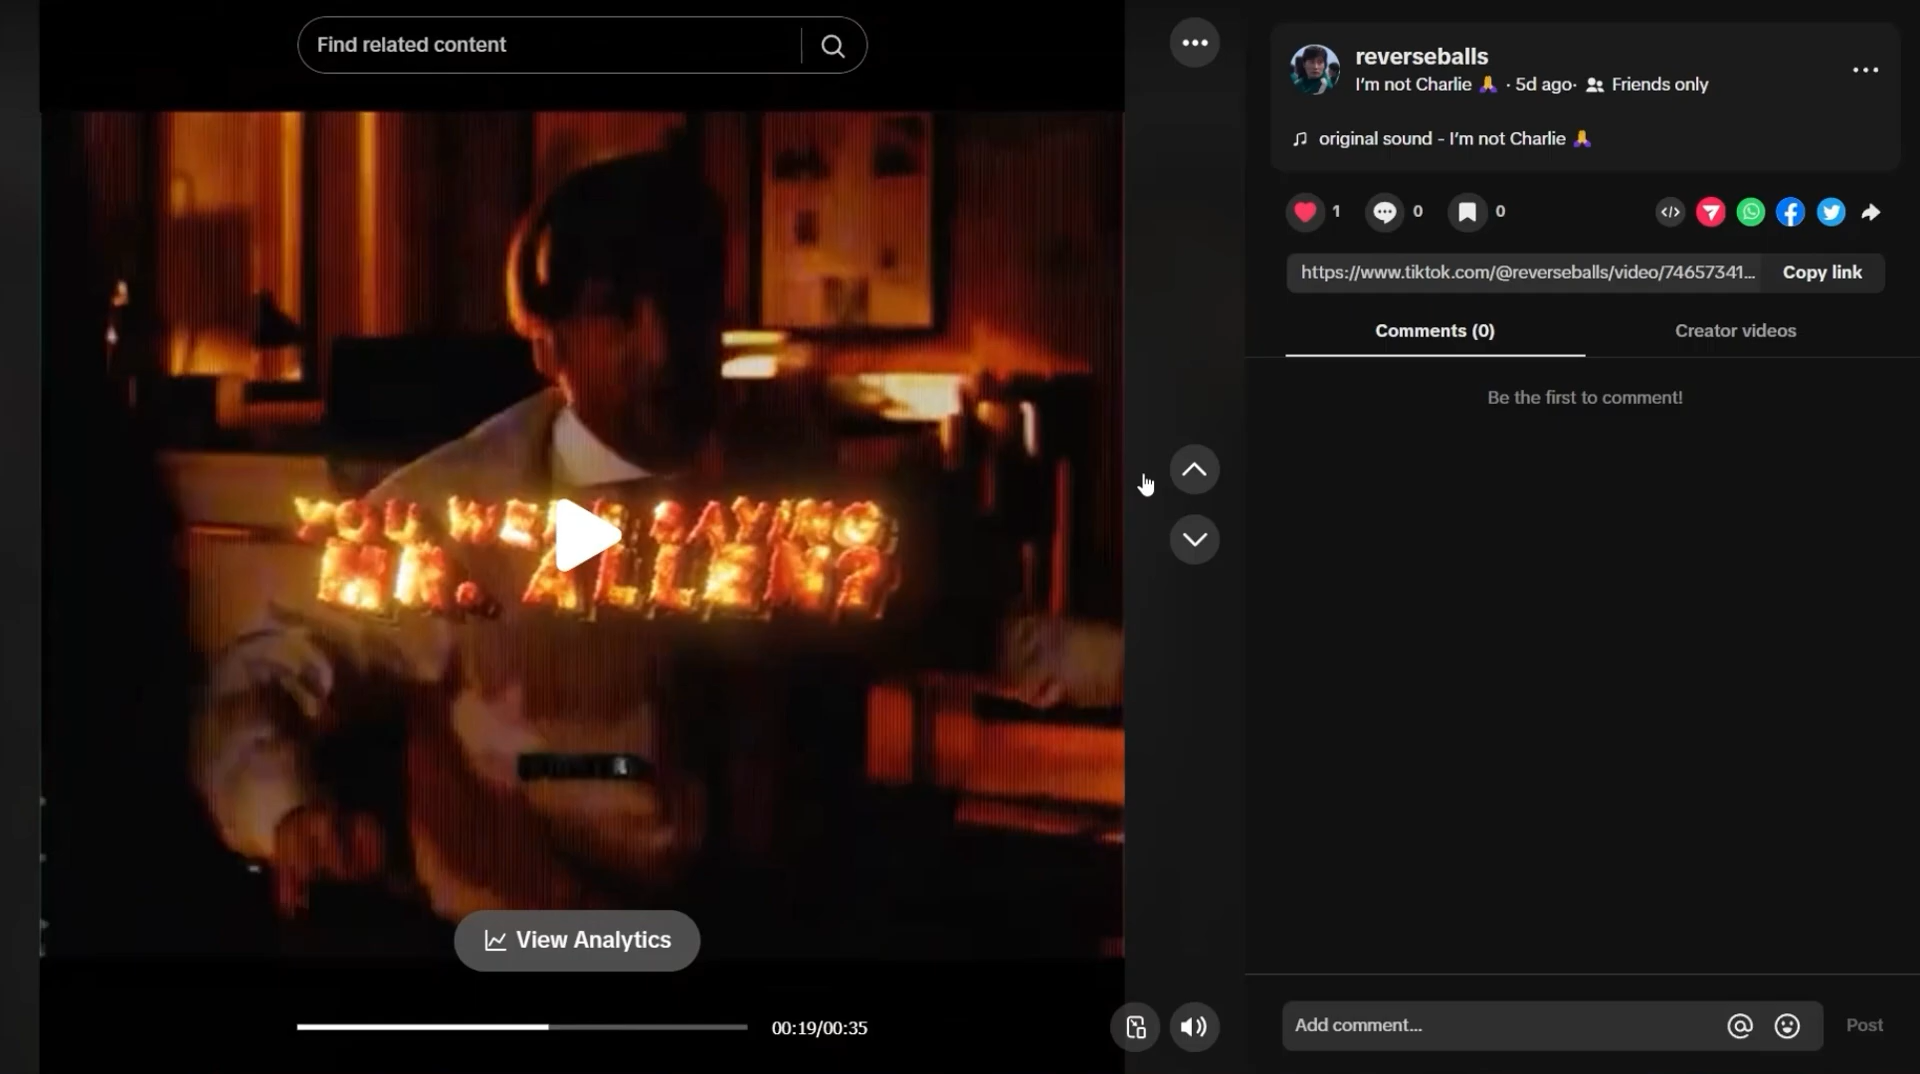 Find related content
YOU WERE SAYING,
MR. ALLEN?
View Analytics
00:19/00:35
reverseballs
I'm not Charlie 🙏 · 5d ago· Friends only
original sound - I'm not Charlie 🙏
1
0
0
https://www.tiktok.com/@reverseballs/video/74657341...
Copy link
Comments (0)
Creator videos
Be the first to comment!
Add comment...
Post